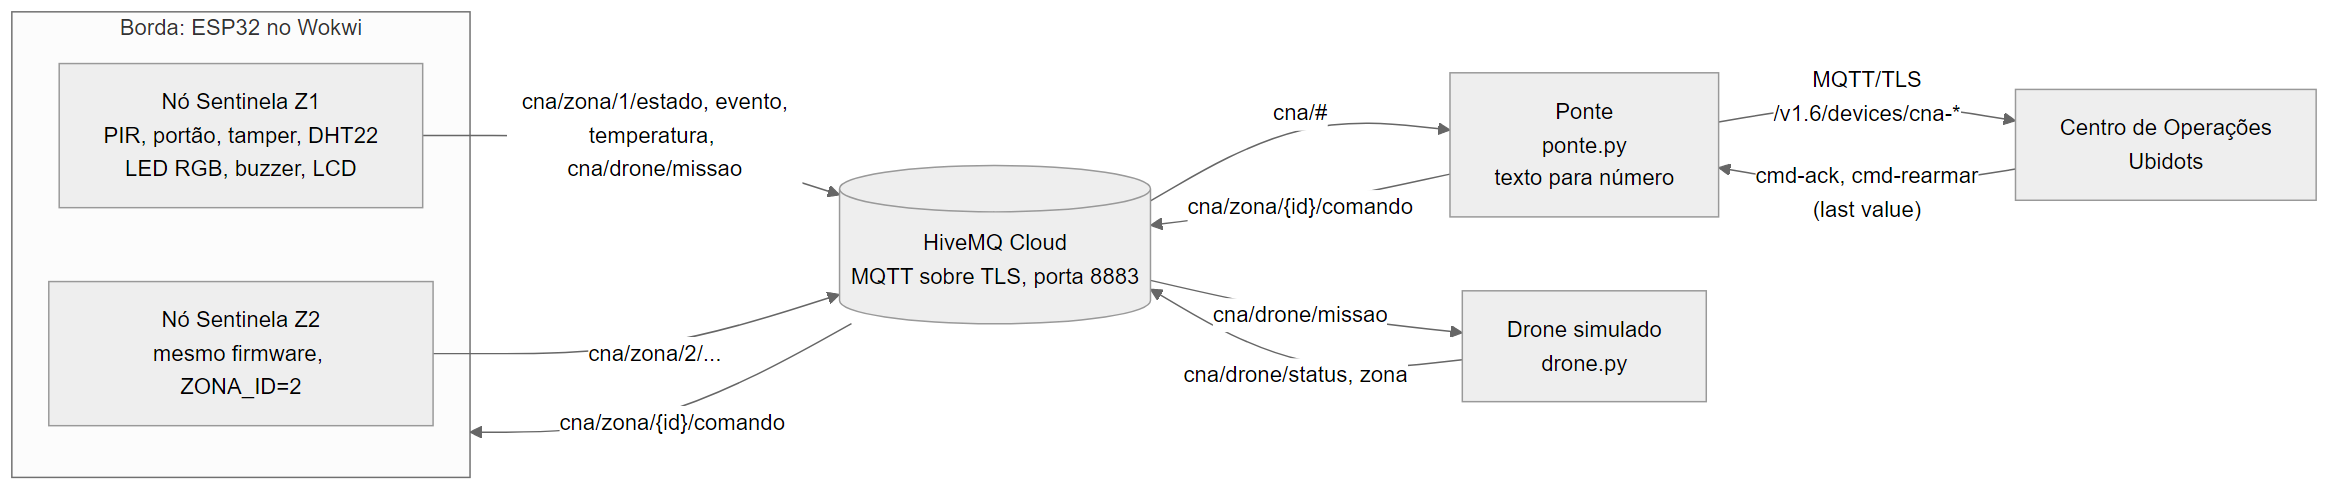 Borda: ESP32 no Wokwi
Nó Sentinela Z1
PIR, portão, tamper, DHT22
LED RGB, buzzer, LCD
Nó Sentinela Z2
mesmo firmware,
ZONA_ID=2
cna/zona/1/estado, evento,
temperatura,
cna/drone/missao
cna/zona/2/...
cna/zona/{id}/comando
HiveMQ Cloud
MQTT sobre TLS, porta 8883
cna/#
cna/zona/{id}/comando
cna/drone/missao
cna/drone/status, zona
Ponte
ponte.py
texto para número
Drone simulado
drone.py
MQTT/TLS
/v1.6/devices/cna-*
cmd-ack, cmd-rearmar
(last value)
Centro de Operações
Ubidots